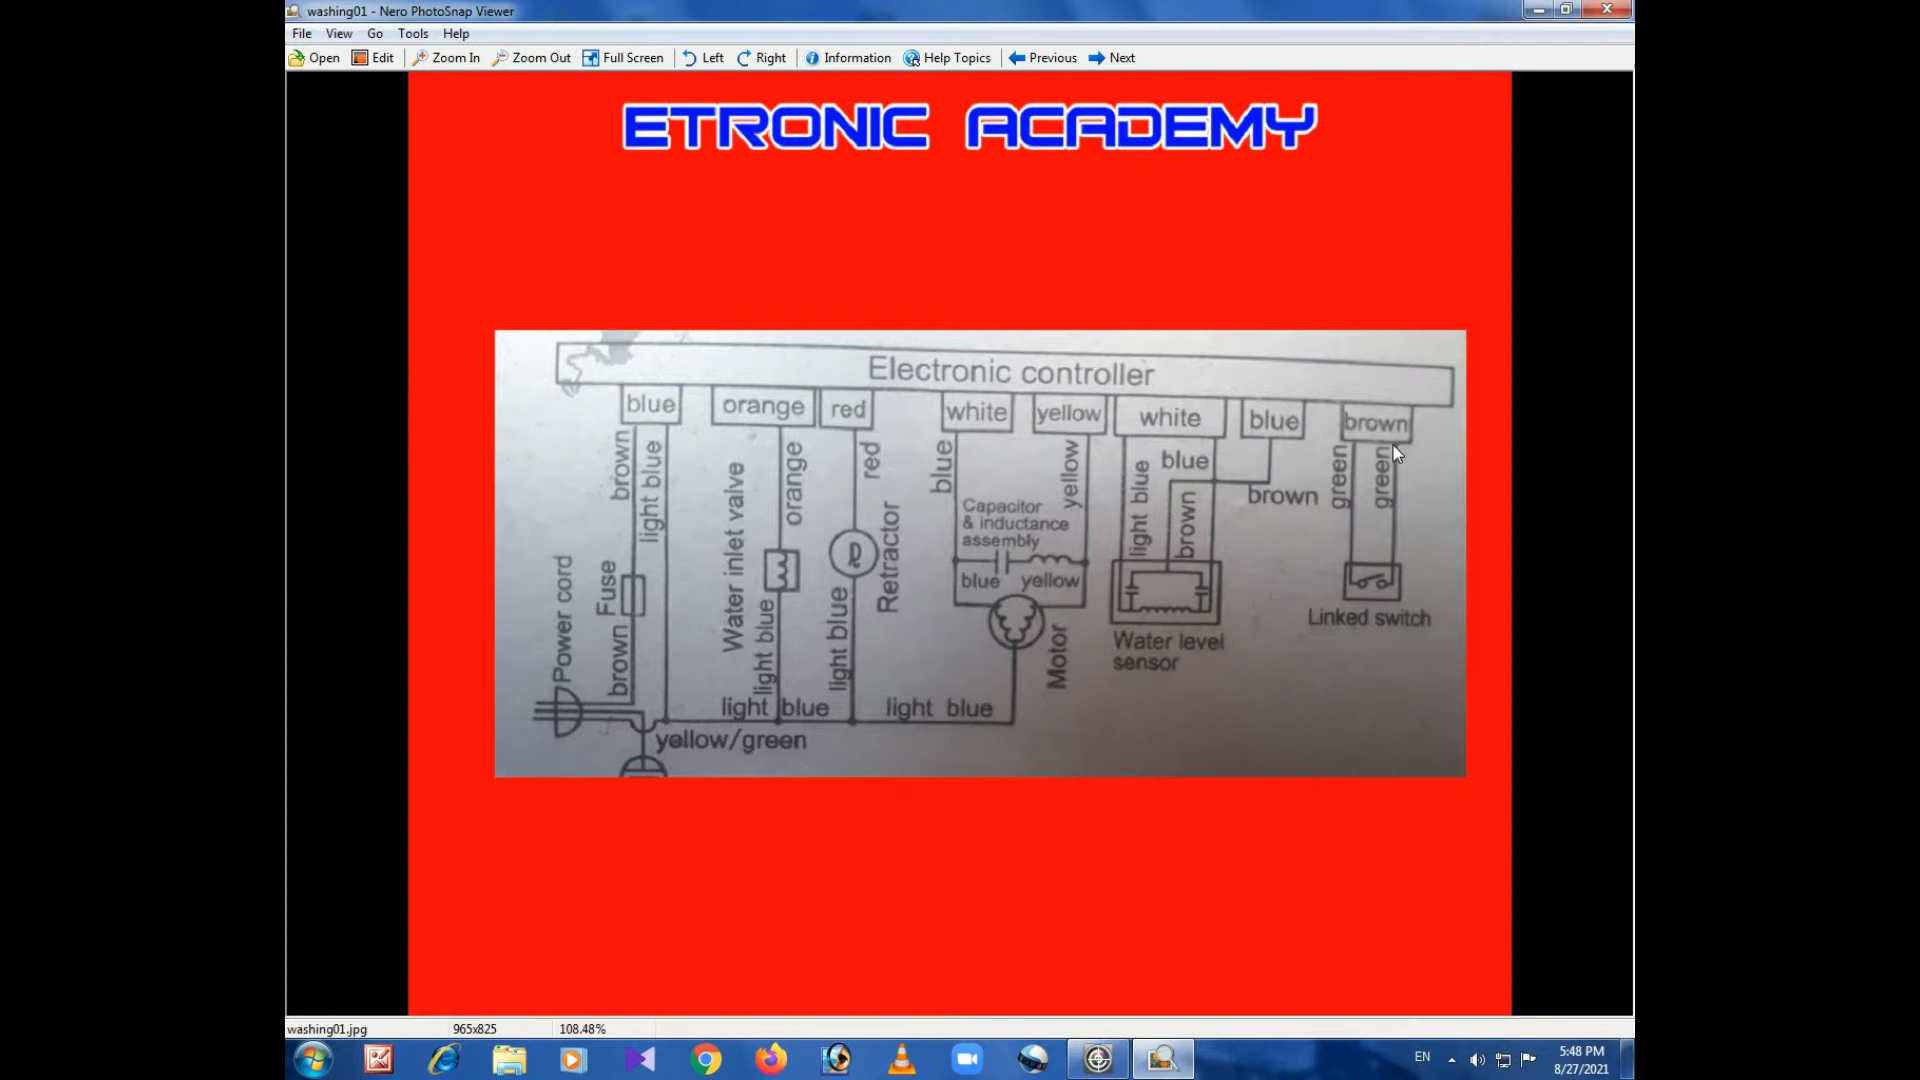 washing01 - Nero PhotoSnap Viewer
File View Go Tools Help
Open Edit Zoom In Zoom Out Full Screen Left Right Information Help Topics Previous Next
ETRONIC ACADEMY
Electronic controller
blue orange red white yellow white blue brown
brown
light blue
orange
red
blue
yellow
light blue
blue
brown
brown
green
green
Water inlet valve
Retractor
Capacitor
& inductance
assembly
blue yellow
Power cord
Fuse
brown
light blue
light blue
Motor
Water level
sensor
Linked switch
light blue
light blue
yellow/green
washing01.jpg 965x825 108.48%
EN
5:48 PM
8/27/2021